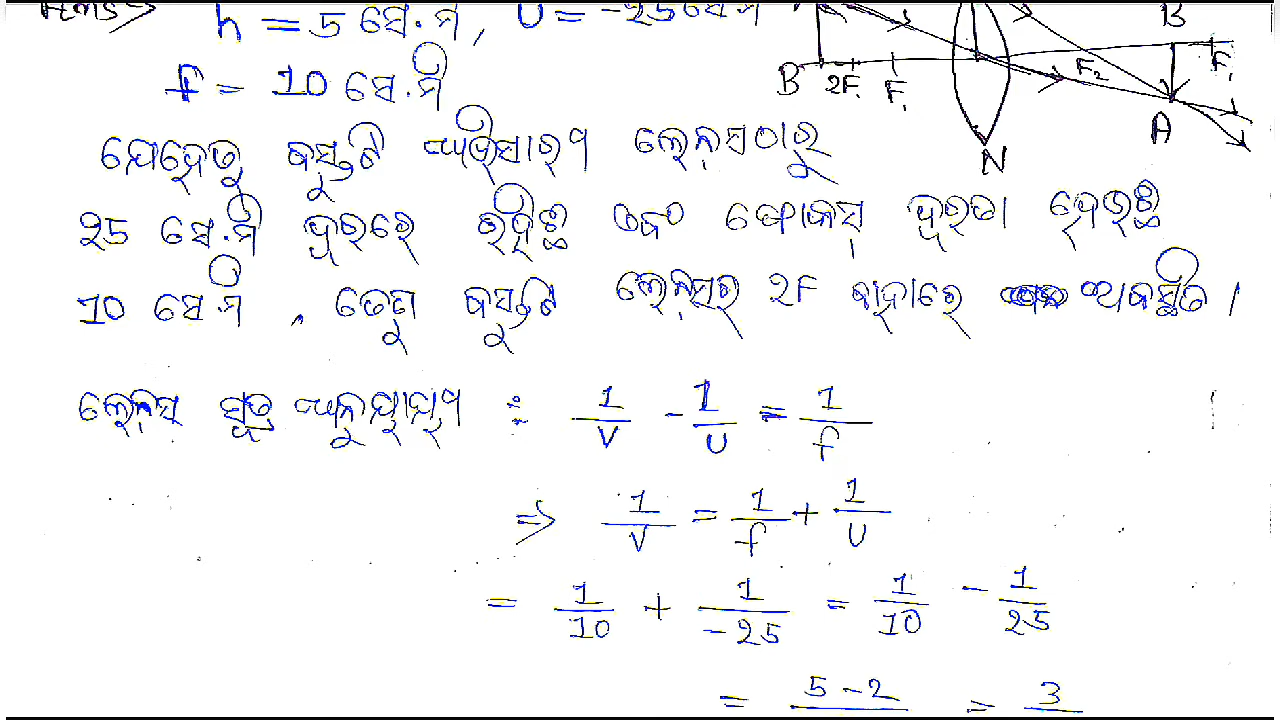 h = 5 ସେ.ମି, U = -25ସେ.ମି
f = 10 ସେ.ମି
B 2F₁ F₁ N F₂ A B F₁
ଯେହେତୁ ବସ୍ତୁଟି ଅଭିସାରୀ ଲେନ୍ସଠାରୁ
25 ସେ.ମି ଦୂରରେ ରହିଛି ଏବଂ ଫୋକସ୍ ଦୂରତା ହେଉଛି
10 ସେ.ମି, ତେଣୁ ବସ୍ତୁଟି ଲେନ୍ସର 2F ବାହାରେ ଅବସ୍ଥିତ ।
ଲେନ୍ସ ସୂତ୍ର ଅନୁଯାୟୀ : 1/V - 1/U = 1/f
=> 1/V = 1/f + 1/U
= 1/10 + 1/-25 = 1/10 - 1/25
= 5-2 = 3